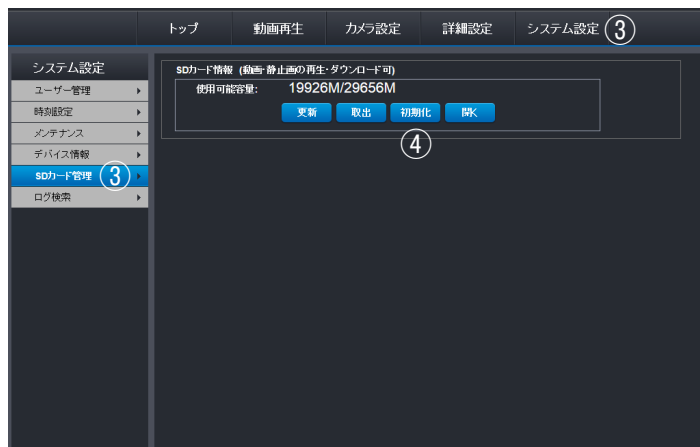 トップ 動画再生 カメラ設定 詳細設定 システム設定 ③
システム設定
ユーザー管理
時刻設定
メンテナンス
デバイス情報
SDカード管理 ③
ログ検索
SDカード情報 (動画・静止画の再生・ダウンロード可)
使用可能容量: 19926M/29656M
更新 取出 初期化 開く
④